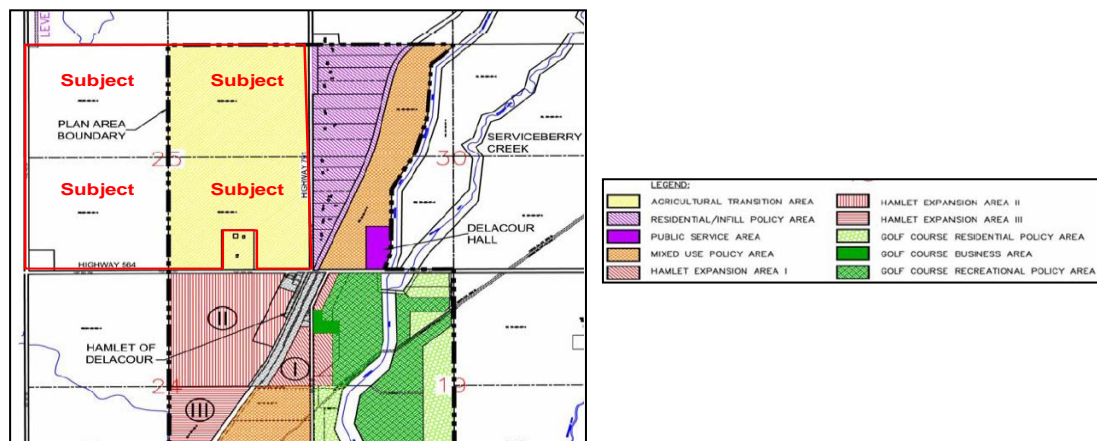 LEVE
Subject
Subject
PLAN AREA
BOUNDARY
25
HIGHWAY 791
30
SERVICEBERRY
CREEK
Subject
Subject
DELACOUR
HALL
HIGHWAY 564
II
HAMLET OF
DELACOUR
I
24
19
III
LEGEND:
AGRICULTURAL TRANSITION AREA
RESIDENTIAL/INFILL POLICY AREA
PUBLIC SERVICE AREA
MIXED USE POLICY AREA
HAMLET EXPANSION AREA I
HAMLET EXPANSION AREA II
HAMLET EXPANSION AREA III
GOLF COURSE RESIDENTIAL POLICY AREA
GOLF COURSE BUSINESS AREA
GOLF COURSE RECREATIONAL POLICY AREA